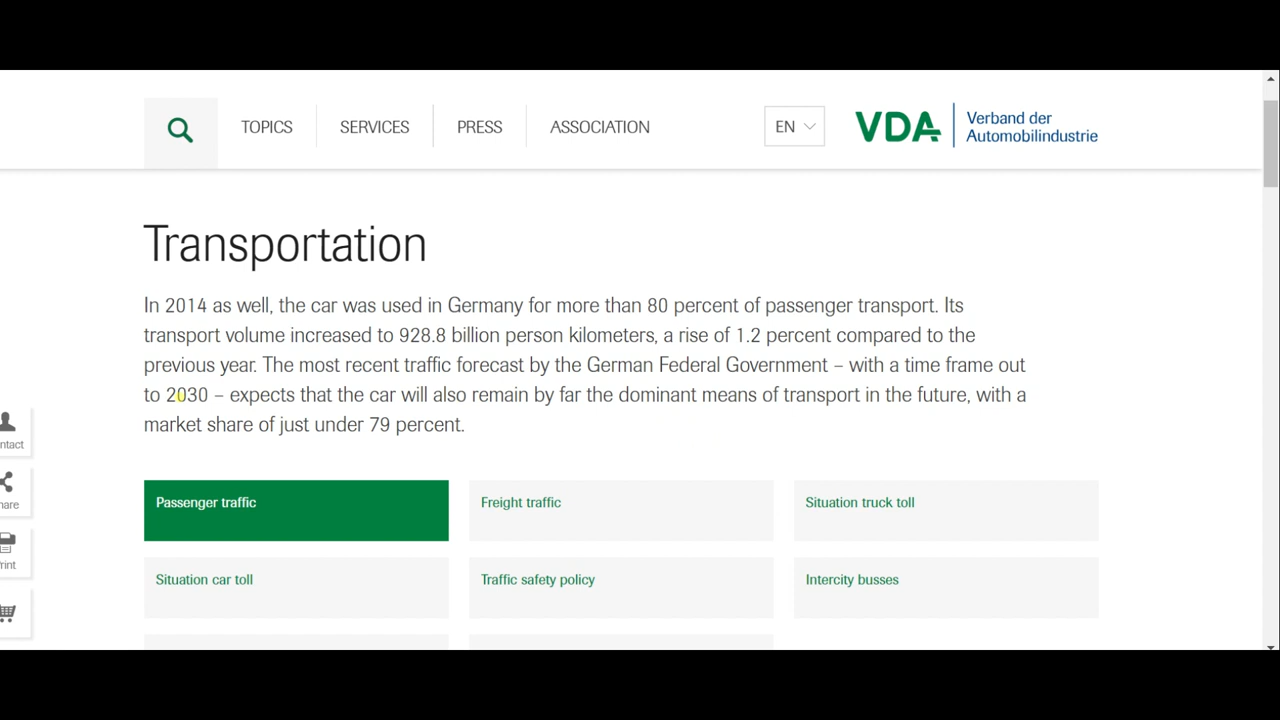 TOPICS
SERVICES
PRESS
ASSOCIATION
EN
VDA
Verband der
Automobilindustrie
Transportation
In 2014 as well, the car was used in Germany for more than 80 percent of passenger transport. Its
transport volume increased to 928.8 billion person kilometers, a rise of 1.2 percent compared to the
previous year. The most recent traffic forecast by the German Federal Government – with a time frame out
to 2030 – expects that the car will also remain by far the dominant means of transport in the future, with a
market share of just under 79 percent.
ntact
hare
rint
Passenger traffic
Freight traffic
Situation truck toll
Situation car toll
Traffic safety policy
Intercity busses